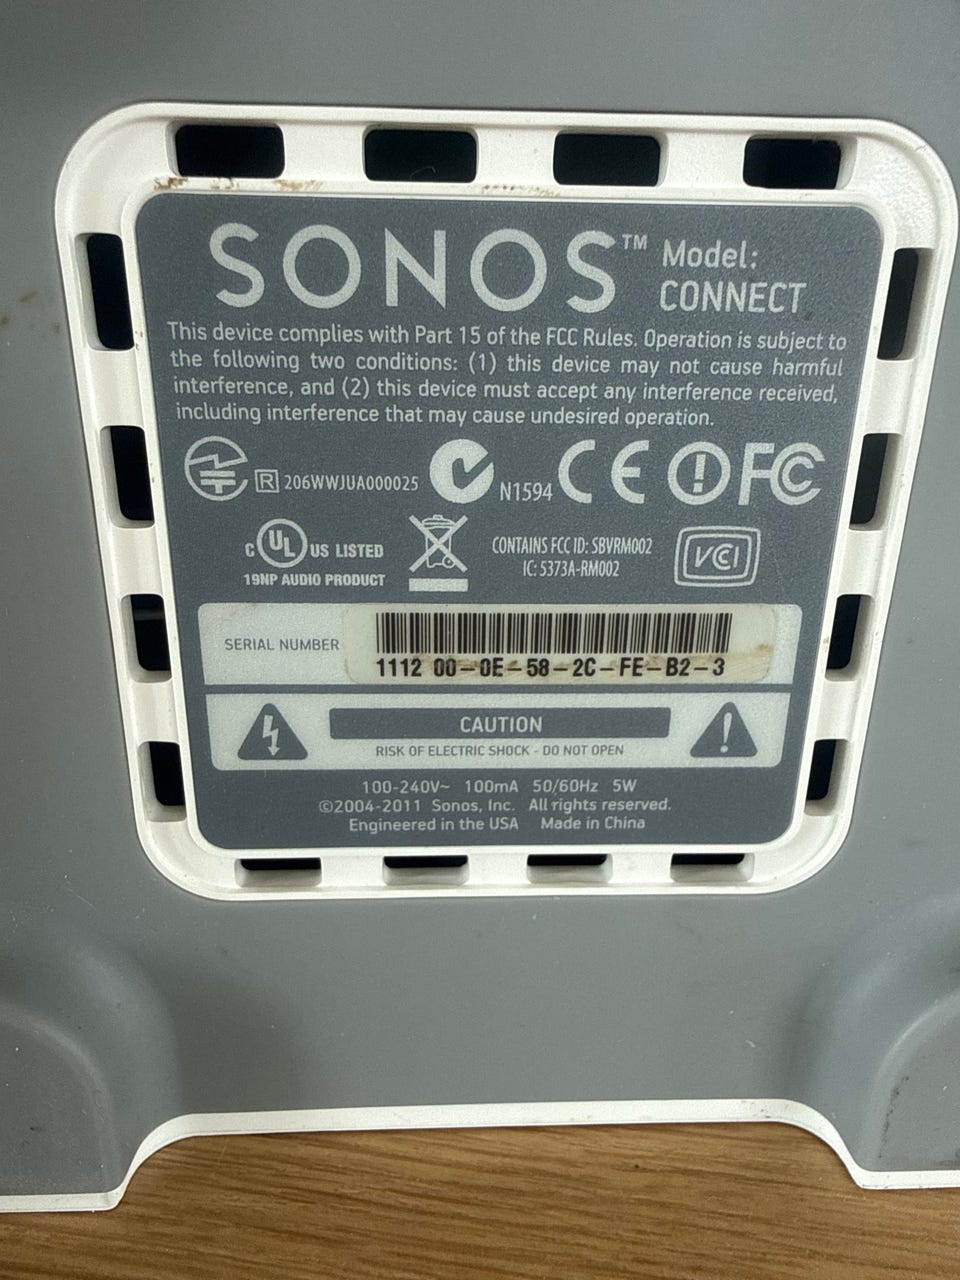 SONOS™ Model:
CONNECT
This device complies with Part 15 of the FCC Rules. Operation is subject to
the following two conditions: (1) this device may not cause harmful
interference, and (2) this device must accept any interference received,
including interference that may cause undesired operation.
R 206WWJUA000025 N1594 CE FC
C UL US LISTED
19NP AUDIO PRODUCT
CONTAINS FCC ID: SBVRM002
IC: 5373A-RM002
VCI
SERIAL NUMBER
1112 00-0E-58-2C-FE-B2-3
CAUTION
RISK OF ELECTRIC SHOCK - DO NOT OPEN
100-240V~ 100mA 50/60Hz 5W
©2004-2011 Sonos, Inc. All rights reserved.
Engineered in the USA Made in China